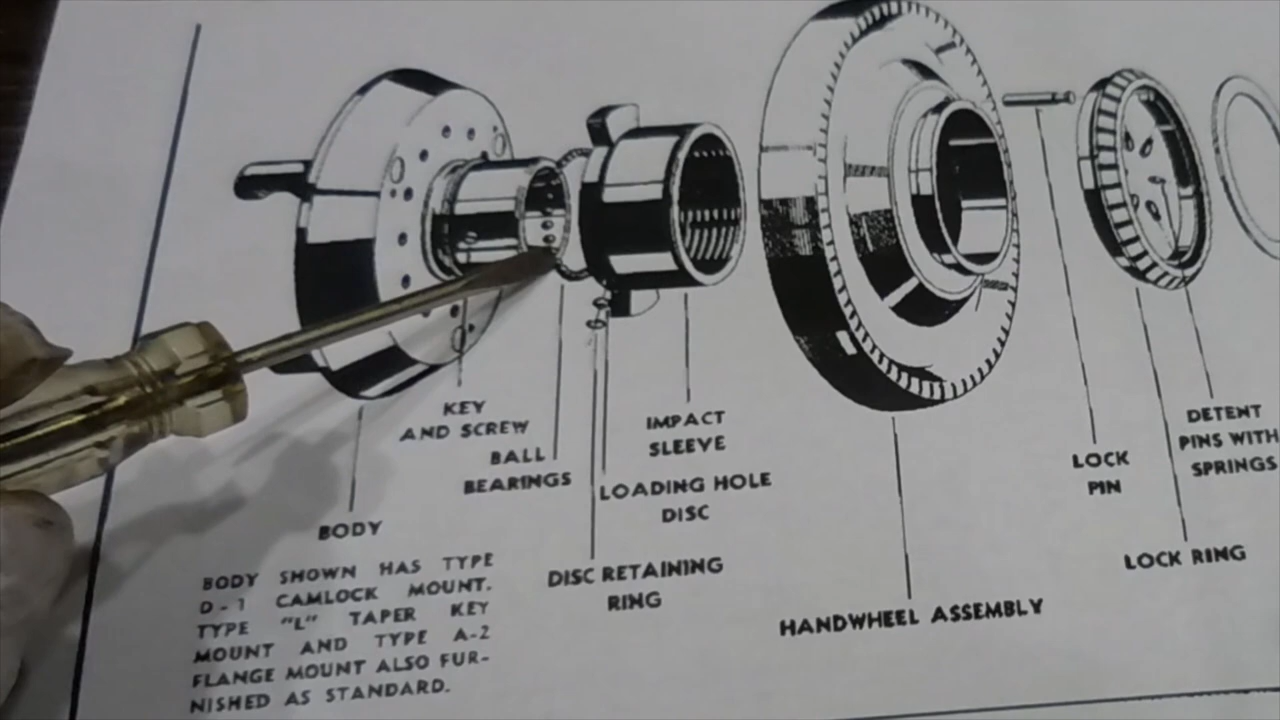 KEY
AND SCREW
BALL
BEARINGS
IMPACT
SLEEVE
LOADING HOLE
DISC
DISC RETAINING
RING
BODY
BODY SHOWN HAS TYPE
D-1 CAMLOCK MOUNT.
TYPE "L" TAPER KEY
MOUNT AND TYPE A-2
FLANGE MOUNT ALSO FUR-
NISHED AS STANDARD.
HANDWHEEL ASSEMBLY
LOCK
PIN
DETENT
PINS WITH
SPRINGS
LOCK RING